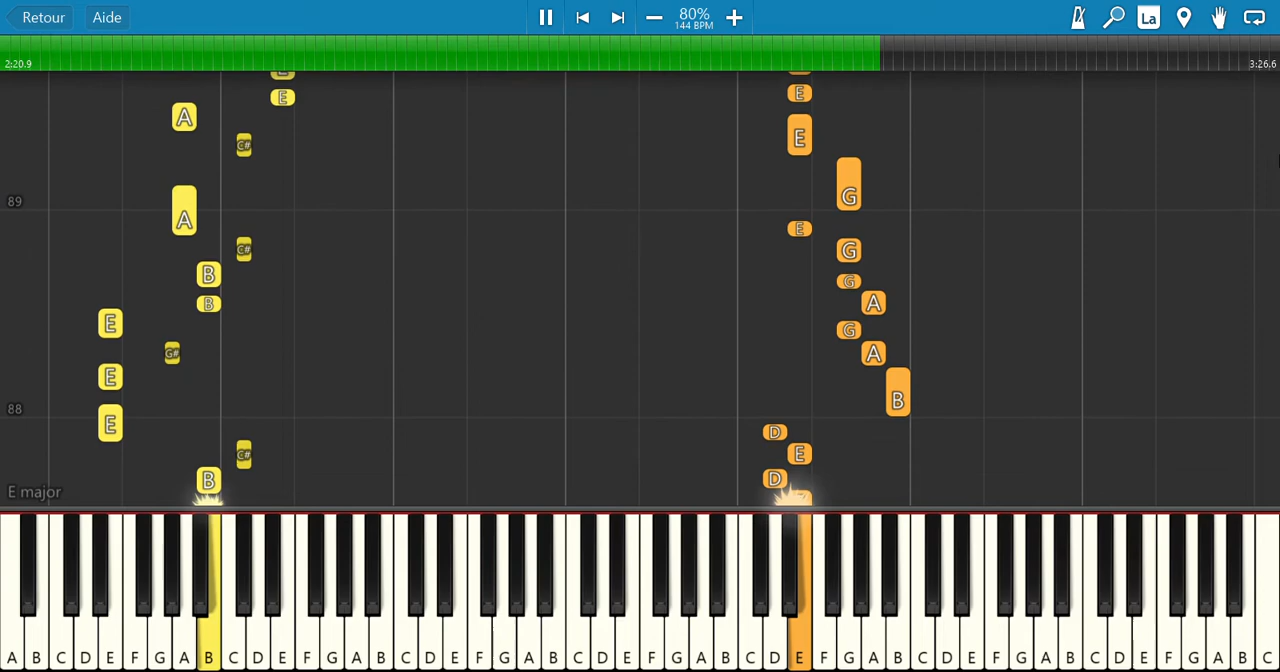 Retour Aide 80% La
144 BPM
2:20.9 3:26.6
E E
E
A
E
C#
G
89
A
E
C# G
B
G
B A
E G
G# A
E
B
88
E D
C# E
B D
E major
A B C D E F G A B C D E F G A B C D E F G A B C D E F G A B C D E F G A B C D E F G A B C D E F G A B C